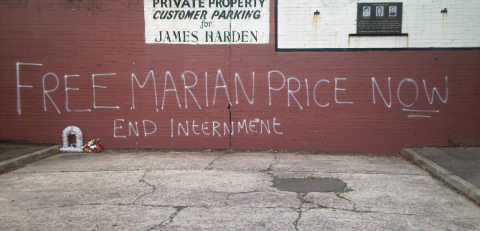 PRIVATE PROPERTY
CUSTOMER PARKING
for
JAMES HARDEN
FREE MARIAN PRICE NOW
END INTERNMENT